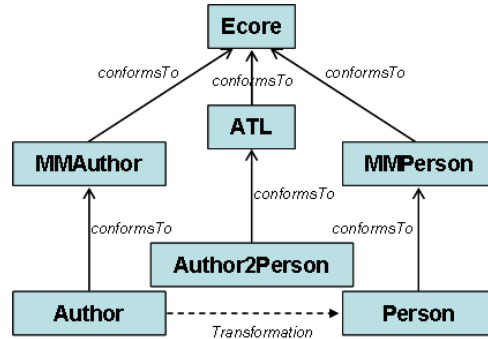 Ecore
conformsTo
conformsTo
conformsTo
ATL
MMAuthor
MMPerson
conformsTo
conformsTo
conformsTo
Author2Person
Author
Person
Transformation